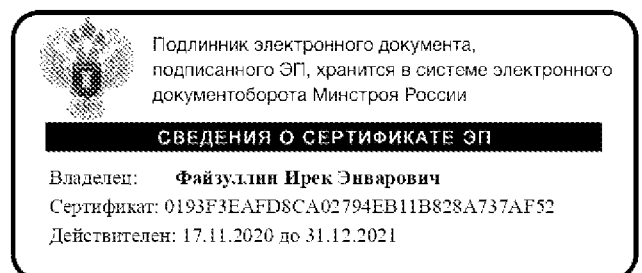 Подлинник электронного документа,
подписанного ЭП, хранится в системе электронного
документооборота Минстроя России
СВЕДЕНИЯ О СЕРТИФИКАТЕ ЭП
Владелец: Файзуллин Ирек Энварович
Сертификат: 0193F3EAFD8CA02794EB11B828A737AF52
Действителен: 17.11.2020 до 31.12.2021